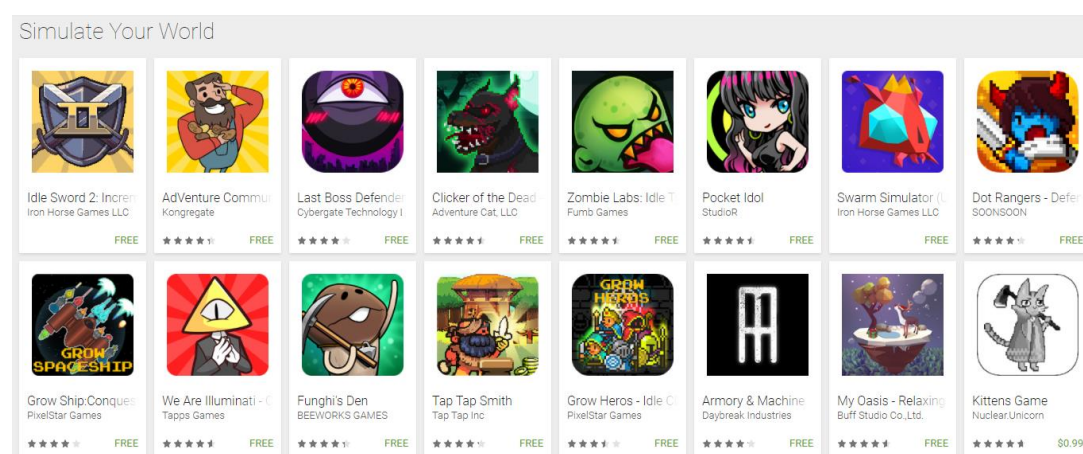 Simulate Your World
Idle Sword 2: Increm
Iron Horse Games LLC
FREE
AdVenture Commu
Kongregate
FREE
Last Boss Defender
Cybergate Technology L
FREE
Clicker of the Dead
Adventure Cat, LLC
FREE
Zombie Labs: Idle T
Fumb Games
FREE
Pocket Idol
StudioR
FREE
Swarm Simulator (U
Iron Horse Games LLC
FREE
Dot Rangers - Defen
SOONSOON
FREE
II
GROW
SPACESHIP
Grow Ship:Conques
PixelStar Games
FREE
We Are Illuminati - C
Tapps Games
FREE
Funghi's Den
BEEWORKS GAMES
FREE
Tap Tap Smith
Tap Tap Inc
FREE
GROW
HEROS
Grow Heros - Idle C
PixelStar Games
FREE
Armory & Machine
Daybreak Industries
FREE
My Oasis - Relaxing
Buff Studio Co.,Ltd.
FREE
Kittens Game
Nuclear.Unicorn
$0.99